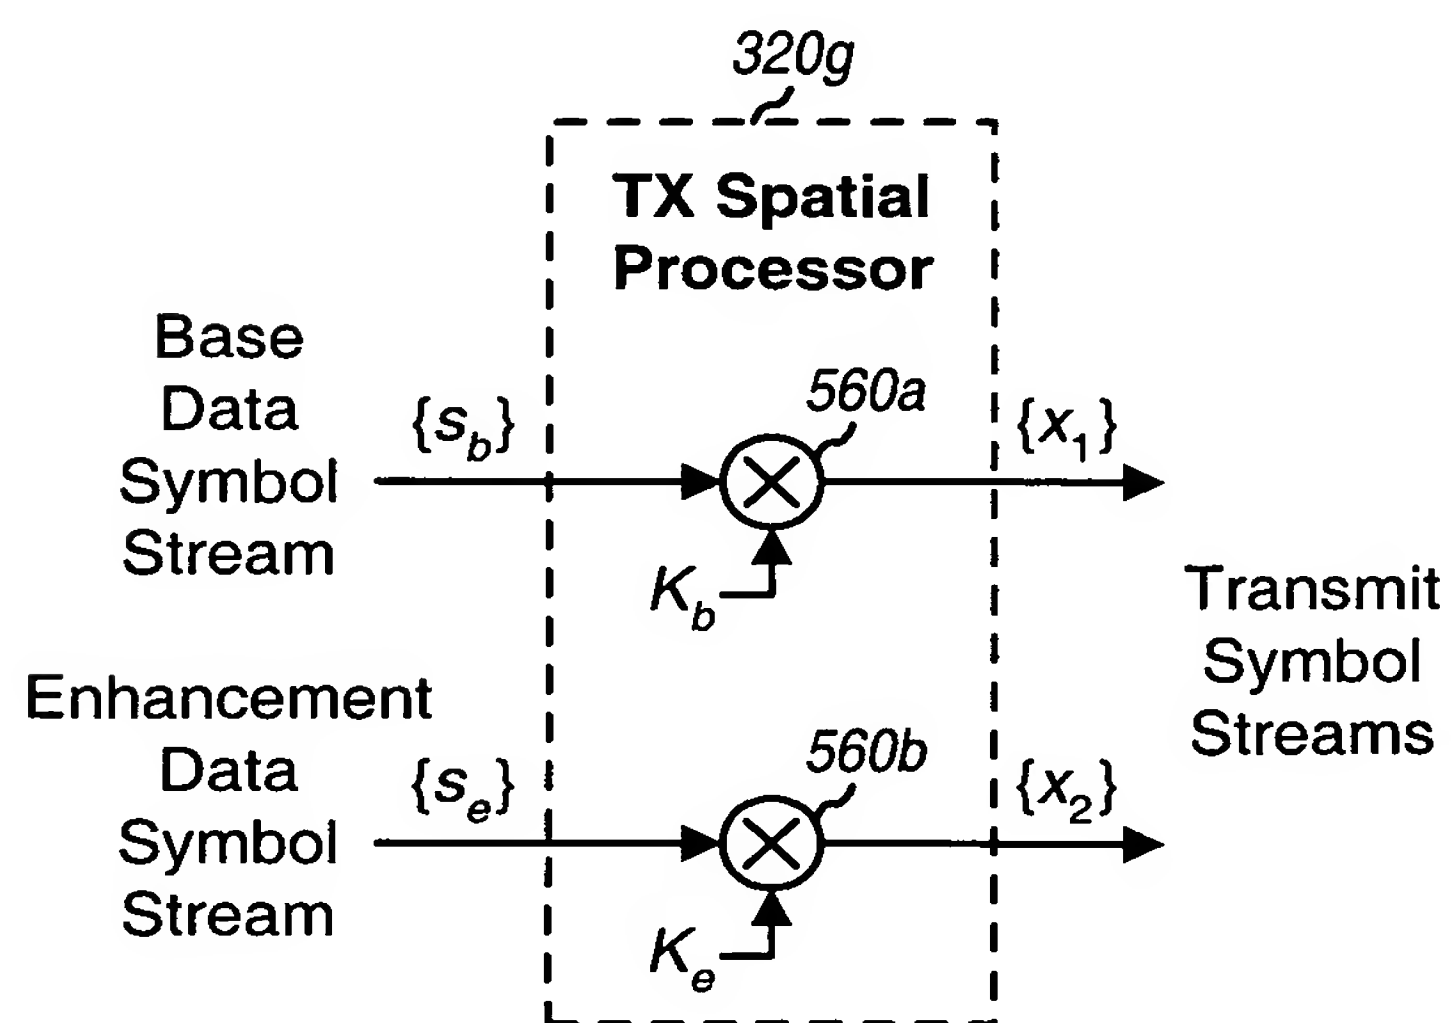 320g
TX Spatial
Processor
Base
Data
Symbol
Stream
{s_b}
560a
{x_1}
K_b
Transmit
Symbol
Streams
Enhancement
Data
Symbol
Stream
{s_e}
560b
{x_2}
K_e